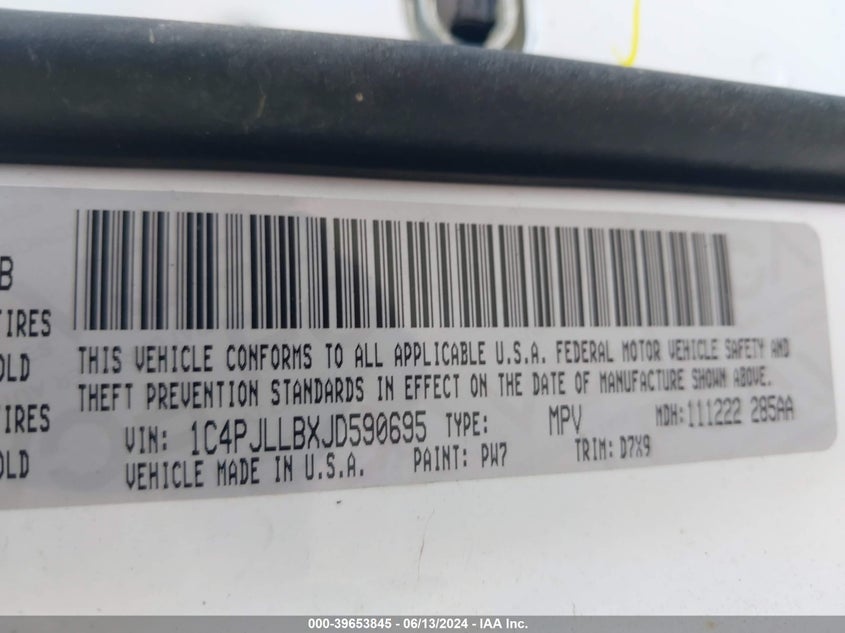 B
TIRES
THIS VEHICLE CONFORMS TO ALL APPLICABLE U.S.A. FEDERAL MOTOR VEHICLE SAFETY AND
OLD
THEFT PREVENTION STANDARDS IN EFFECT ON THE DATE OF MANUFACTURE SHOWN ABOVE.
IRES
VIN: 1C4PJLLBXJD590695 TYPE: MPV MDH: 111222 285AA
OLD
VEHICLE MADE IN U.S.A. PAINT: PW7 TRIM: D7X9
000-39653845 - 06/13/2024 - IAA Inc.